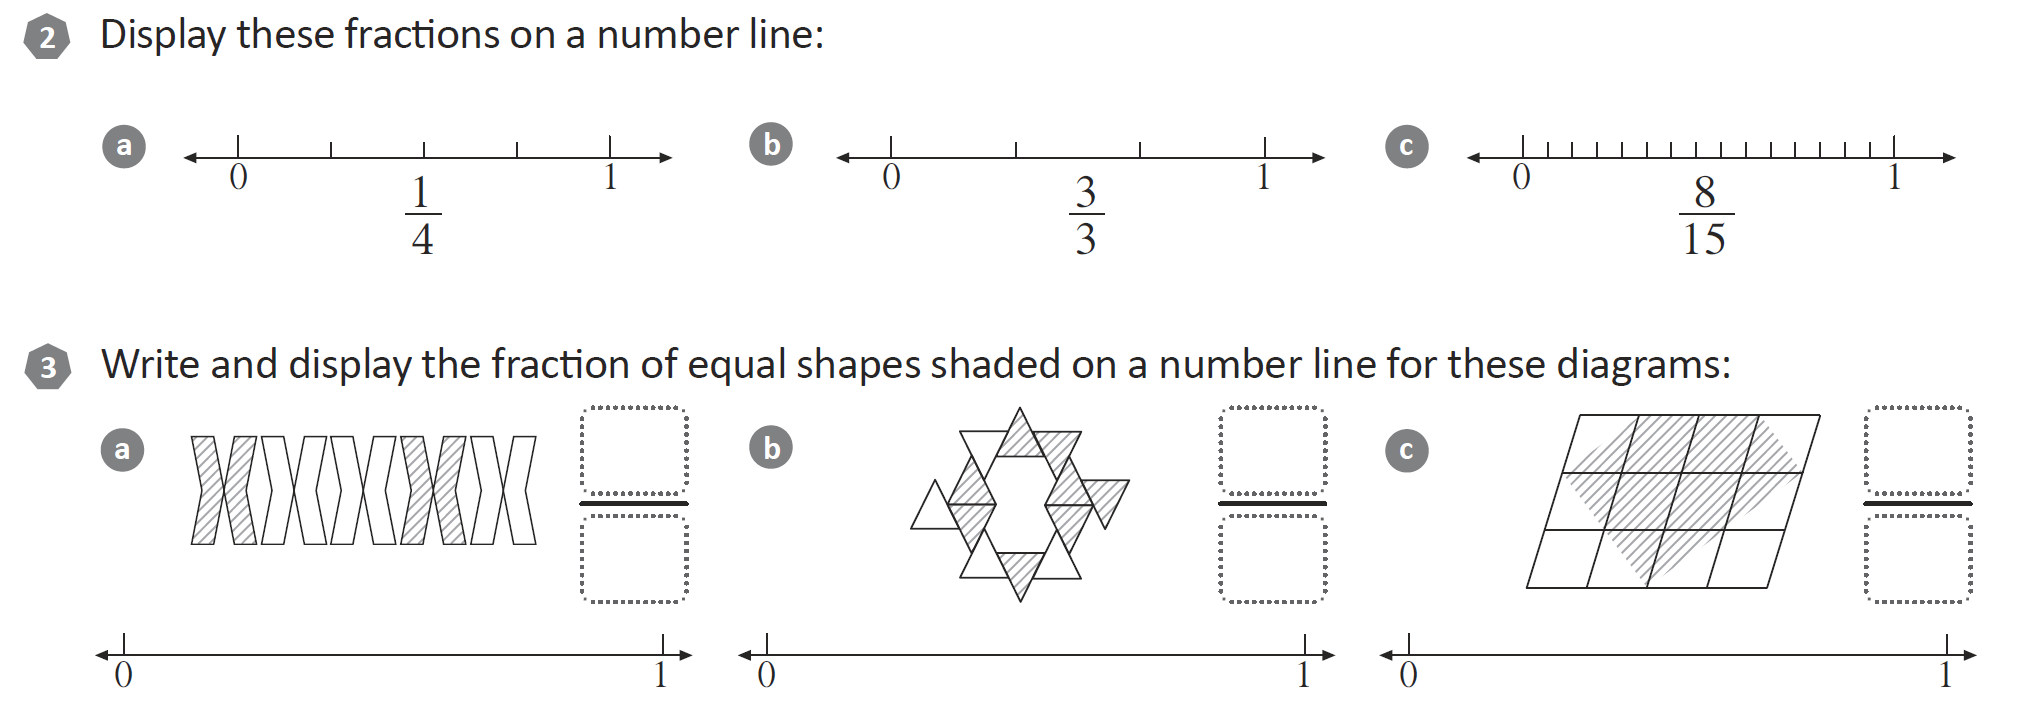 2 Display these fractions on a number line:
a 0 1
1
4
b 0 1
3
3
c 0 1
8
15
3 Write and display the fraction of equal shapes shaded on a number line for these diagrams:
a
b
c
0 1
0 1
0 1